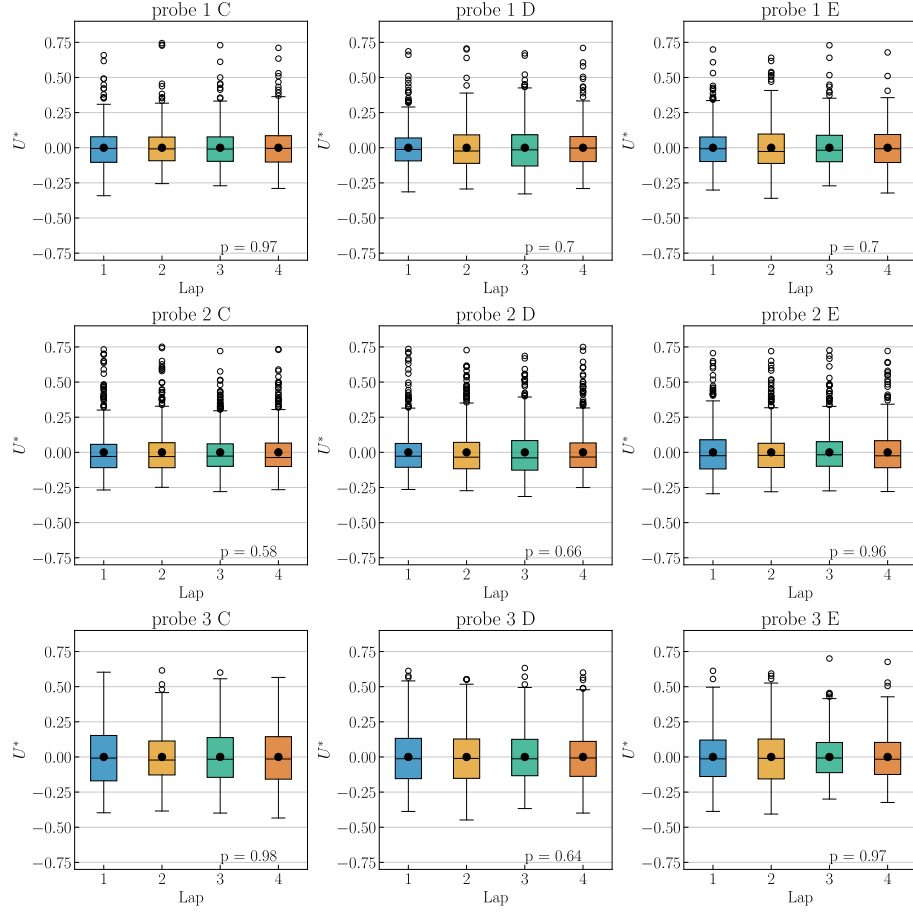 probe 1 C
probe 1 D
probe 1 E
U*
0.75
0.50
0.25
0.00
−0.25
−0.50
−0.75
p = 0.97
1 2 3 4
Lap
U*
0.75
0.50
0.25
0.00
−0.25
−0.50
−0.75
p = 0.7
1 2 3 4
Lap
U*
0.75
0.50
0.25
0.00
−0.25
−0.50
−0.75
p = 0.7
1 2 3 4
Lap
probe 2 C
probe 2 D
probe 2 E
U*
0.75
0.50
0.25
0.00
−0.25
−0.50
−0.75
p = 0.58
1 2 3 4
Lap
U*
0.75
0.50
0.25
0.00
−0.25
−0.50
−0.75
p = 0.66
1 2 3 4
Lap
U*
0.75
0.50
0.25
0.00
−0.25
−0.50
−0.75
p = 0.96
1 2 3 4
Lap
probe 3 C
probe 3 D
probe 3 E
U*
0.75
0.50
0.25
0.00
−0.25
−0.50
−0.75
p = 0.98
1 2 3 4
Lap
U*
0.75
0.50
0.25
0.00
−0.25
−0.50
−0.75
p = 0.64
1 2 3 4
Lap
U*
0.75
0.50
0.25
0.00
−0.25
−0.50
−0.75
p = 0.97
1 2 3 4
Lap